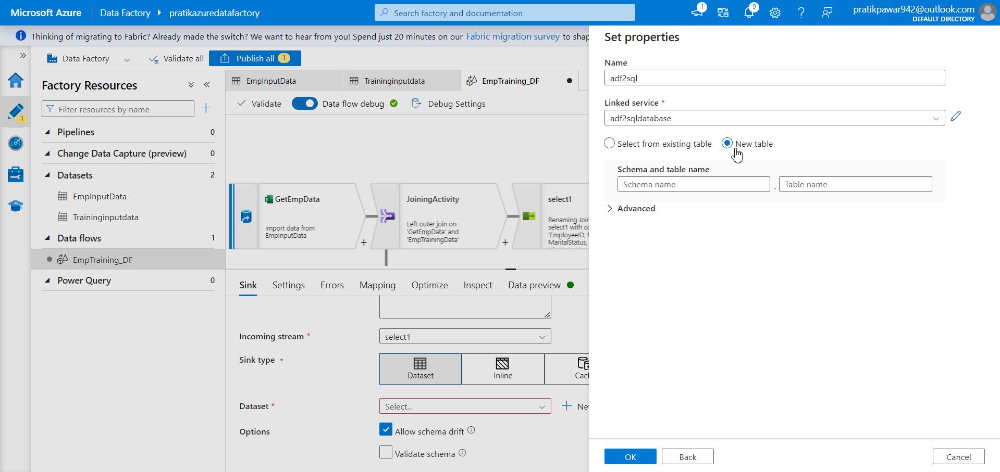 Microsoft Azure
Data Factory
pratikazuredatafactory
Search factory and documentation
1
9
pratikpawar942@outlook.com
DEFAULT DIRECTORY
Thinking of migrating to Fabric? Already made the switch? We want to hear from you! Spend just 20 minutes on our Fabric migration survey to shap
Data Factory
Validate all
Publish all 1
1
Factory Resources
Filter resources by name
Pipelines 0
Change Data Capture (preview) 0
Datasets 2
EmpInputData
Traininginputdata
Data flows 1
EmpTraining_DF
Power Query 0
EmpInputData
Traininginputdata
EmpTraining_DF
Validate
Data flow debug
Debug Settings
GetEmpData
Import data from
EmpInputData
+
JoiningActivity
Left outer join on
'GetEmpData' and
'EmpTrainingData'
+
select1
Renaming Join
select1 with co
'EmployeeID, M
MaritalStatus,
Sink Settings Errors Mapping Optimize Inspect Data preview
Incoming stream *
select1
Sink type *
Dataset
Inline
Cach
Dataset *
Select...
Nev
Options
Allow schema drift
Validate schema
Set properties
Name
adf2sql
Linked service *
adf2sqldatabase
Select from existing table
New table
Schema and table name
Schema name . Table name
Advanced
OK
Back
Cancel